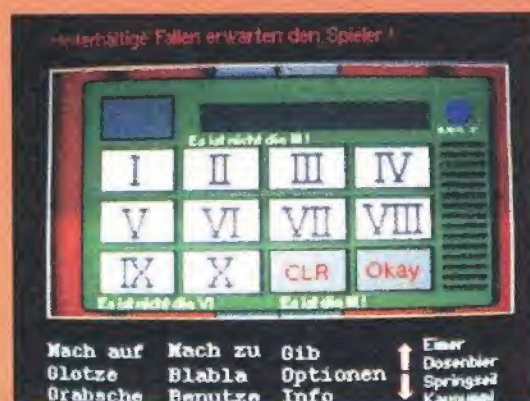 Hinterhältige Fallen erwarten den Spieler !
Es ist nicht die III !
I II III IV
V VI VII VIII
IX X CLR Okay
Es ist nicht die VI Es ist die III !
Mach auf Mach zu Gib Eimer
Glotze Blabla Optionen Dosenbier
Grabsche Benutze Info Springseil
Kaugummi